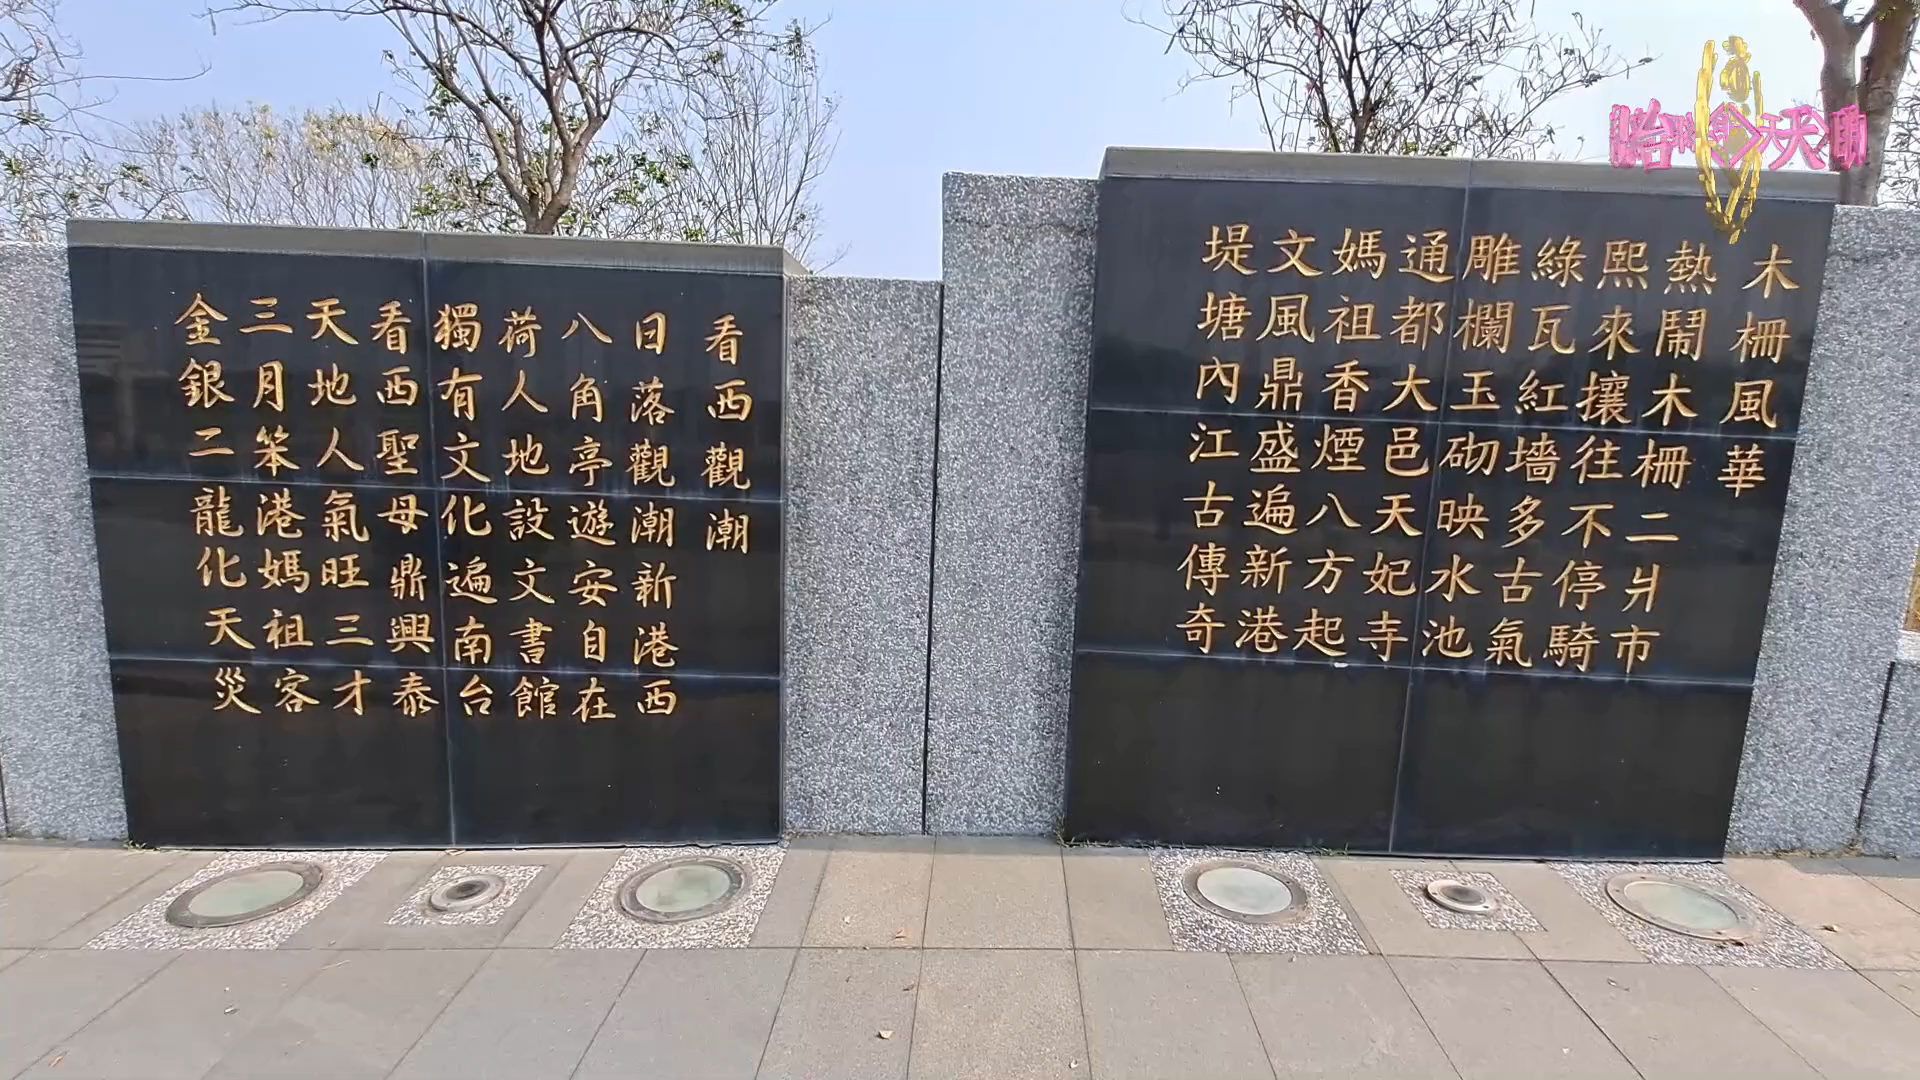 木柵風華
熱鬧木柵二爿市
熙來攘往不停騎
綠瓦紅墻多古氣
雕欄玉砌映水池
通都大邑天妃寺
媽祖香煙八方起
文風鼎盛遍新港
堤塘內江古傳奇
看西觀潮
日落觀潮新港西
八角亭遊安自在
荷人地設文書館
獨有文化遍南台
看西聖母鼎興泰
天地人氣旺三才
三月笨港媽祖客
金銀二龍化天災